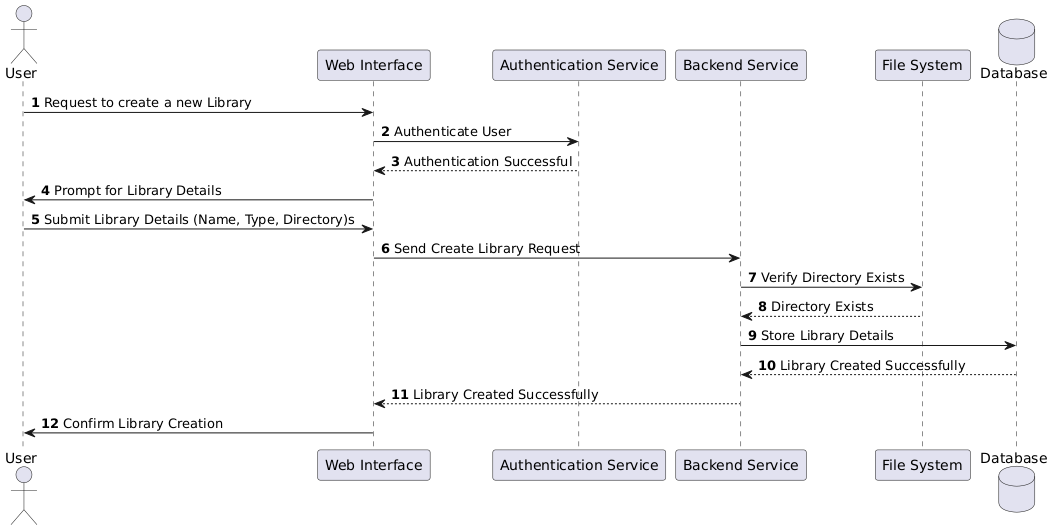 User
Web Interface
Authentication Service
Backend Service
File System
Database
1 Request to create a new Library
2 Authenticate User
3 Authentication Successful
4 Prompt for Library Details
5 Submit Library Details (Name, Type, Directory)s
6 Send Create Library Request
7 Verify Directory Exists
8 Directory Exists
9 Store Library Details
10 Library Created Successfully
11 Library Created Successfully
12 Confirm Library Creation
User
Web Interface
Authentication Service
Backend Service
File System
Database